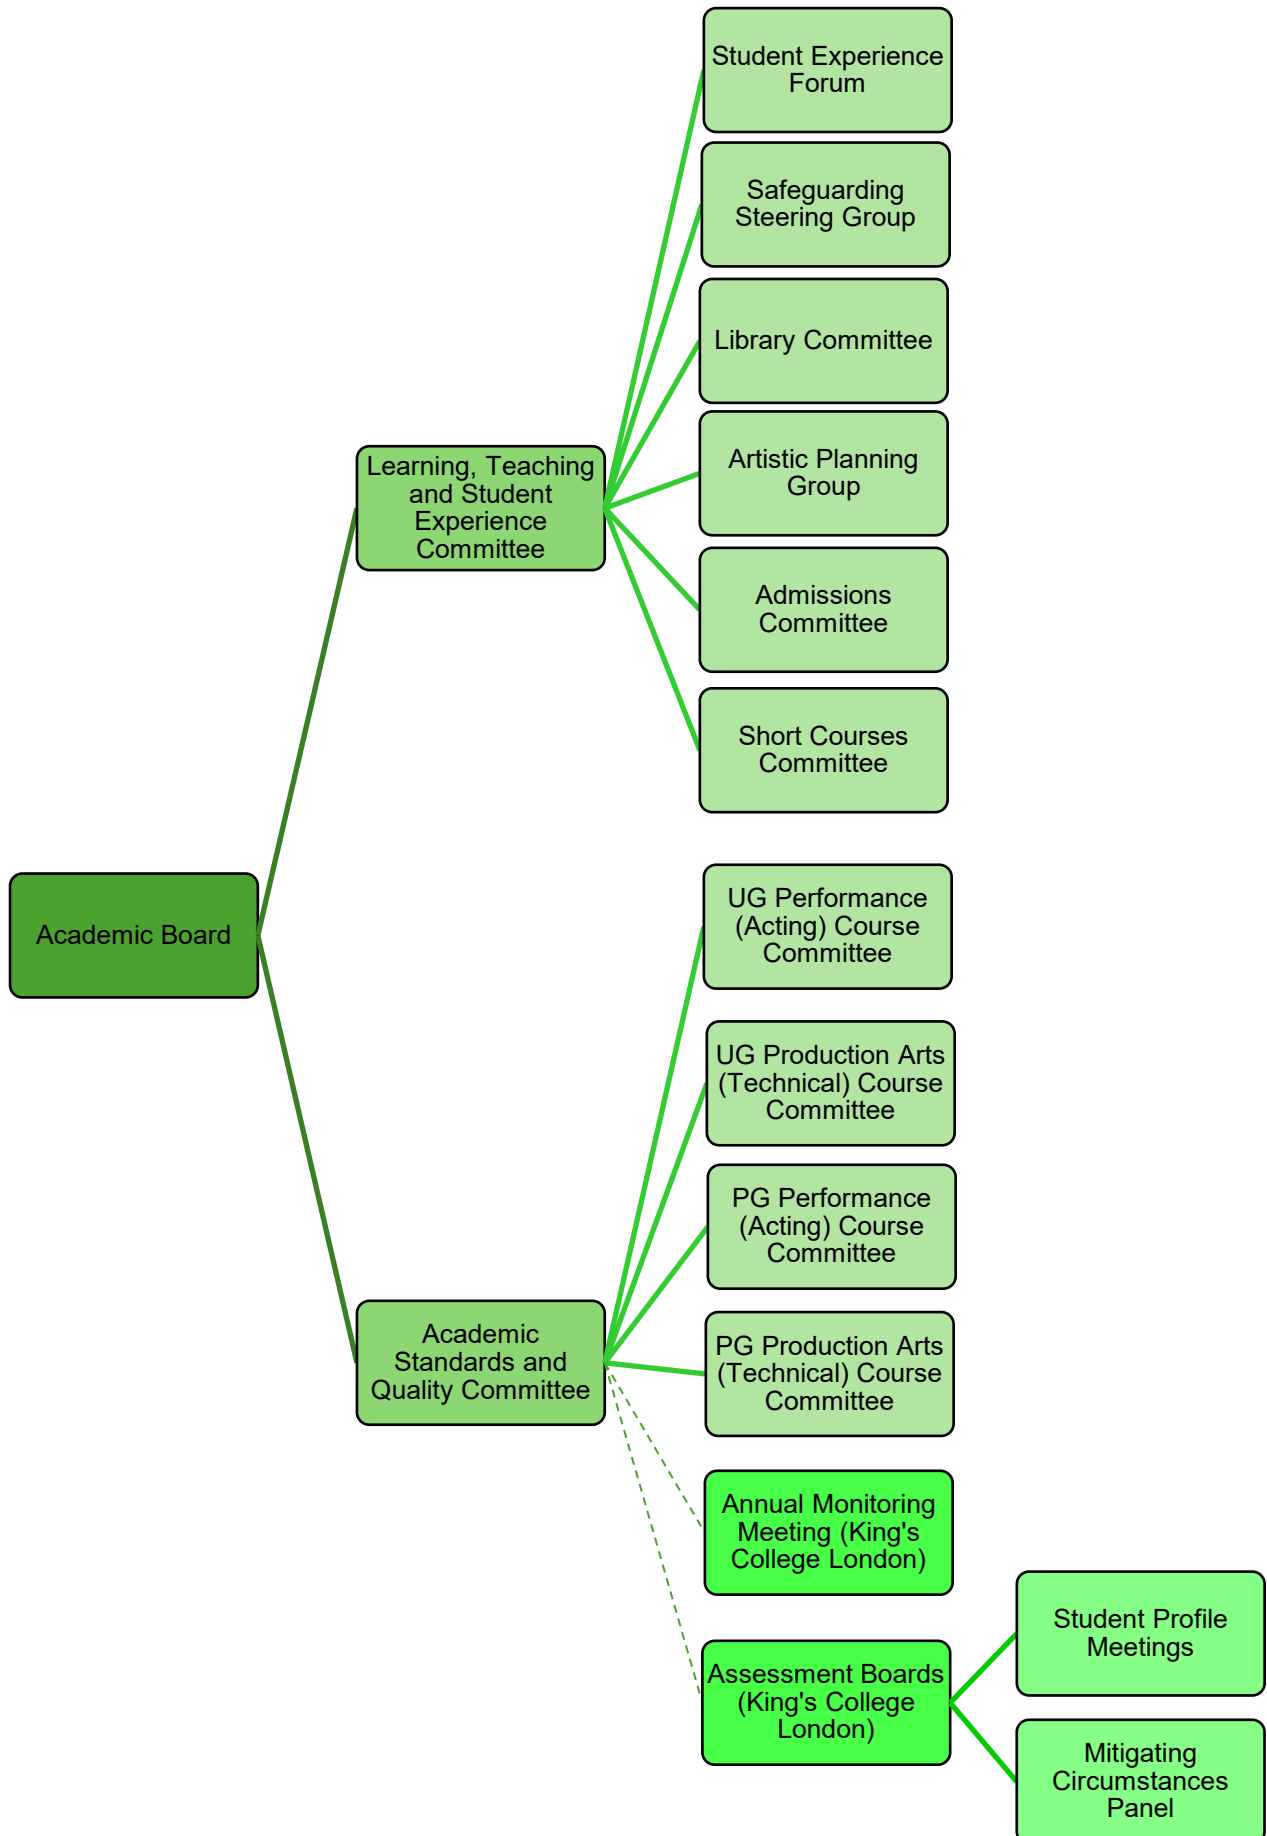 Student Experience
Forum
Safeguarding
Steering Group
Library Committee
Artistic Planning
Group
Learning, Teaching
and Student
Experience
Committee
Admissions
Committee
Short Courses
Committee
Academic Board
UG Performance
(Acting) Course
Committee
UG Production Arts
(Technical) Course
Committee
PG Performance
(Acting) Course
Committee
Academic
Standards and
Quality Committee
PG Production Arts
(Technical) Course
Committee
Annual Monitoring
Meeting (King's
College London)
Assessment Boards
(King's College
London)
Student Profile
Meetings
Mitigating
Circumstances
Panel